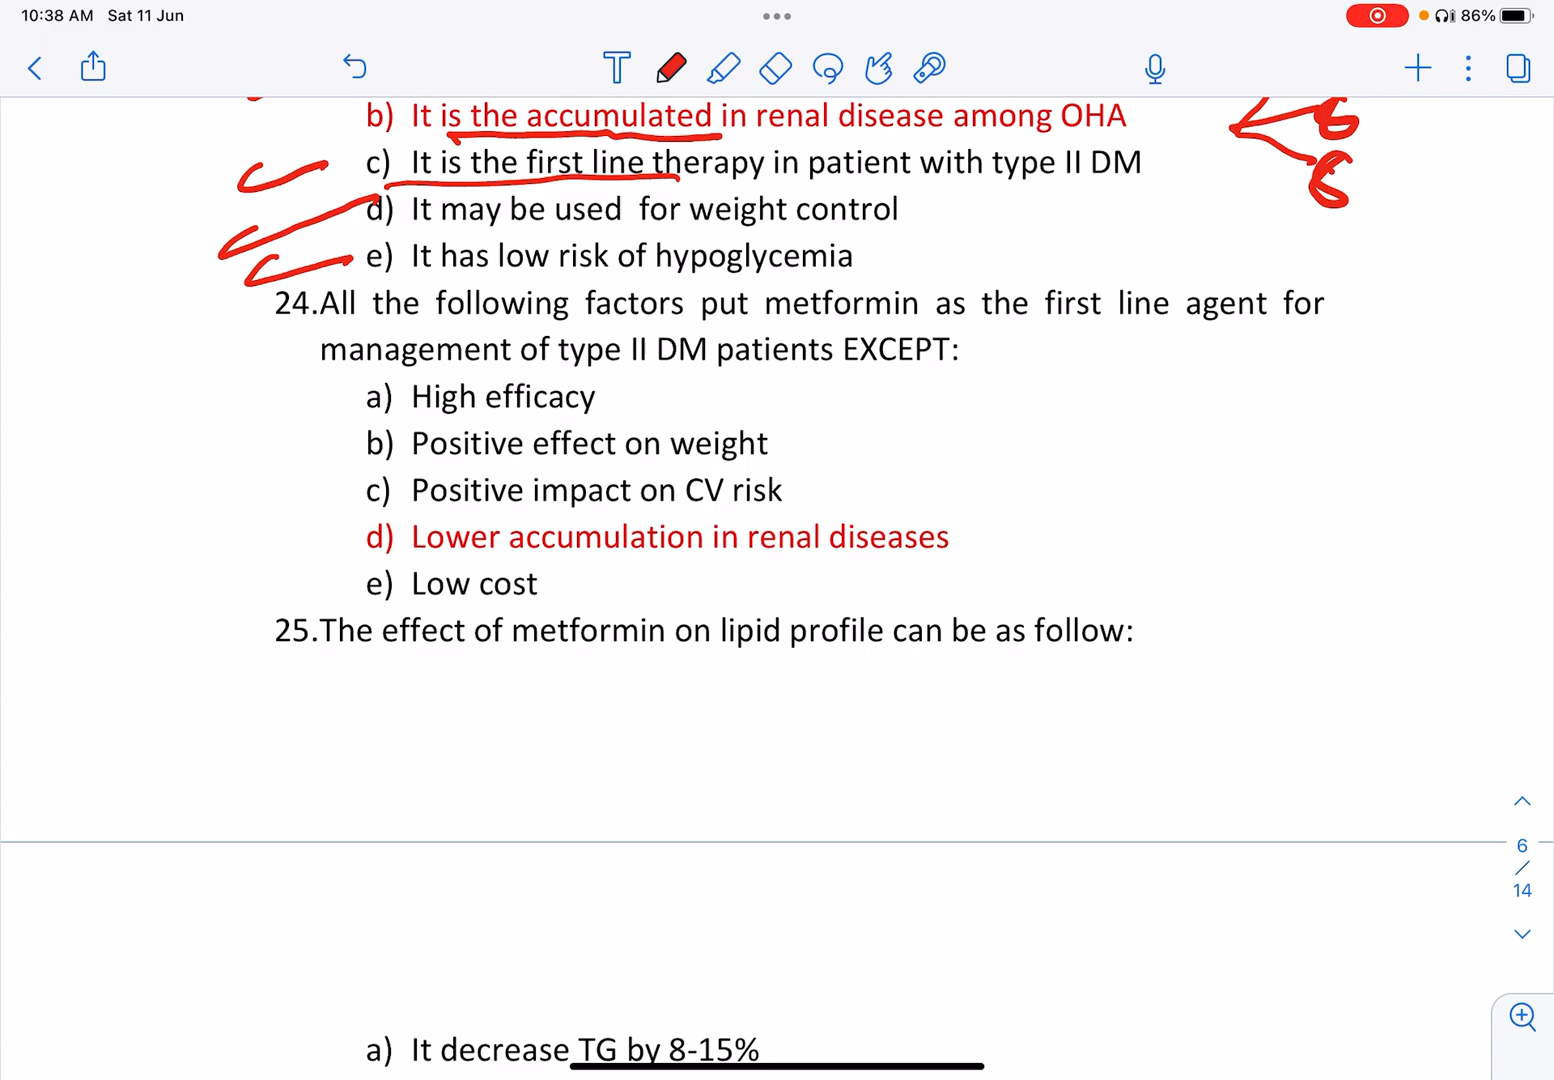 10:38 AM Sat 11 Jun
86%
b) It is the accumulated in renal disease among OHA
c) It is the first line therapy in patient with type II DM
d) It may be used for weight control
e) It has low risk of hypoglycemia
24.All the following factors put metformin as the first line agent for
management of type II DM patients EXCEPT:
a) High efficacy
b) Positive effect on weight
c) Positive impact on CV risk
d) Lower accumulation in renal diseases
e) Low cost
25.The effect of metformin on lipid profile can be as follow:
6
/
14
a) It decrease TG by 8-15%